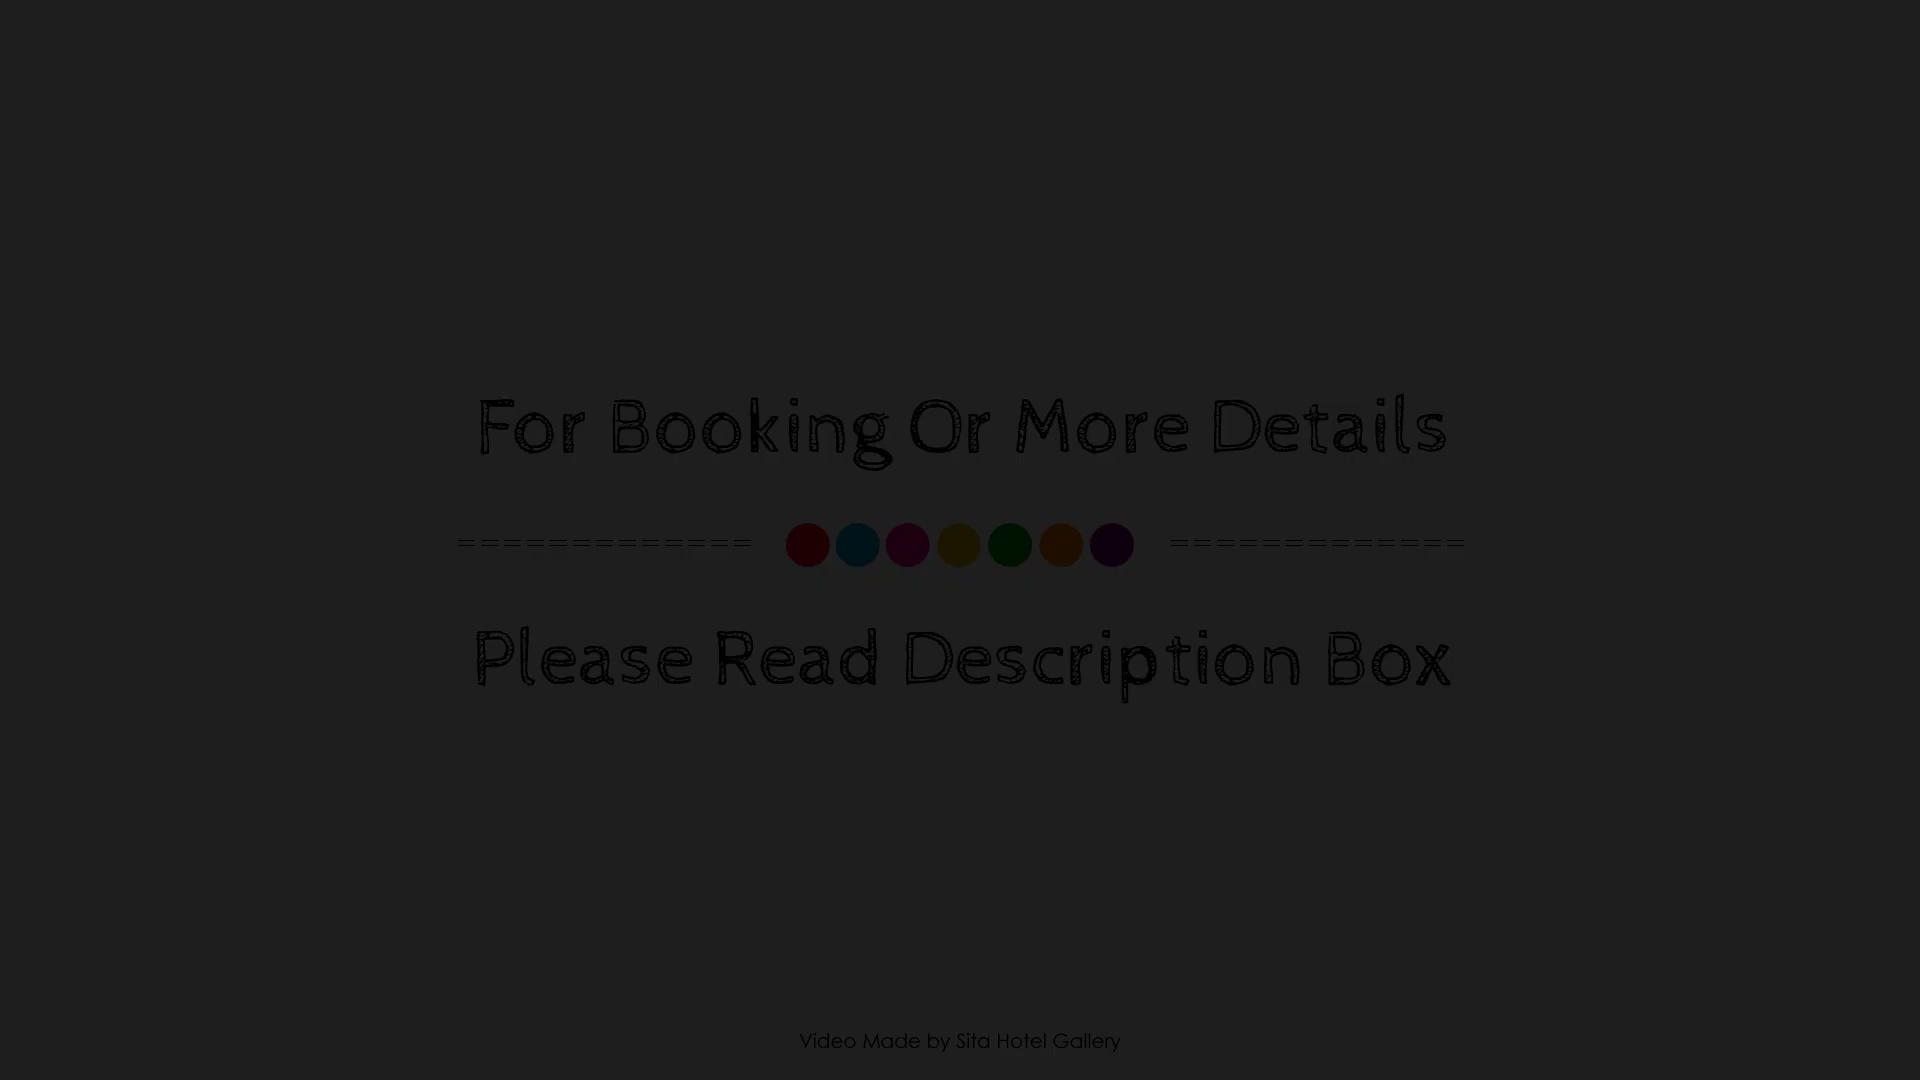 For Booking Or More Details
============= =============
Please Read Description Box
Video Made by Sita Hotel Gallery